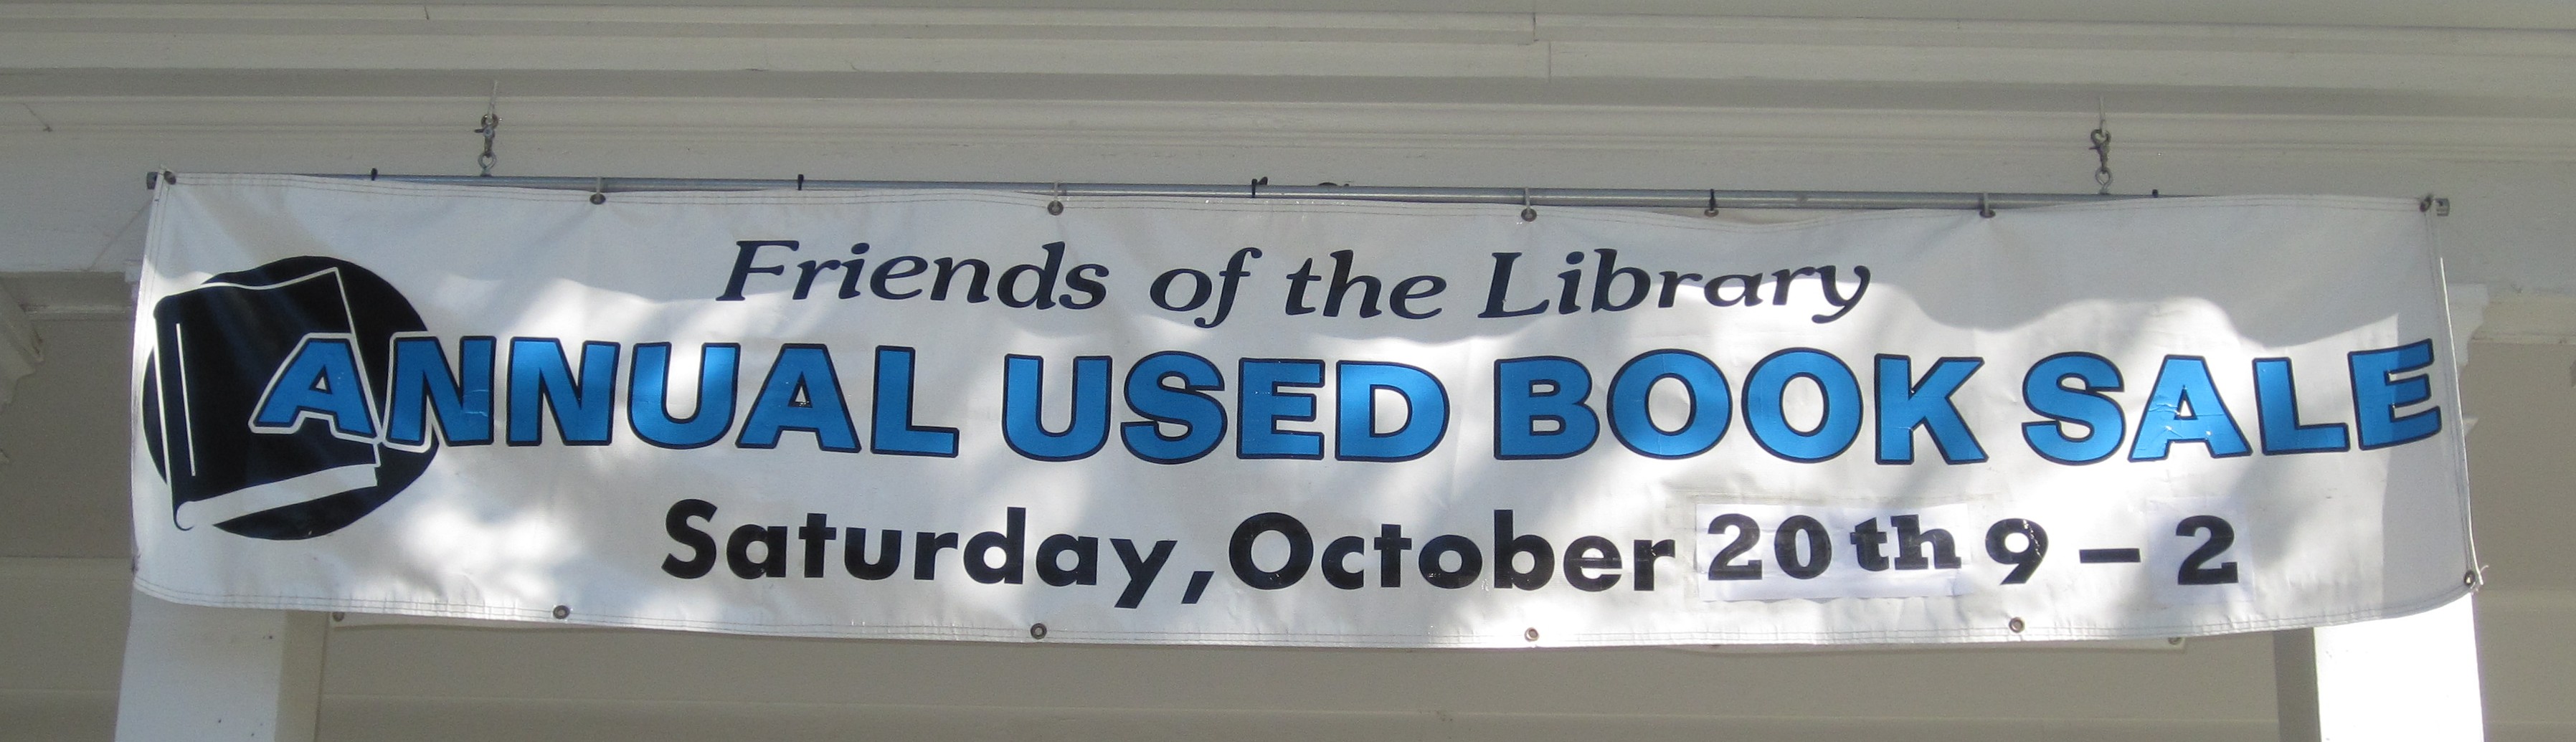 Friends of the Library
ANNUAL USED BOOK SALE
Saturday, October 20th 9 – 2